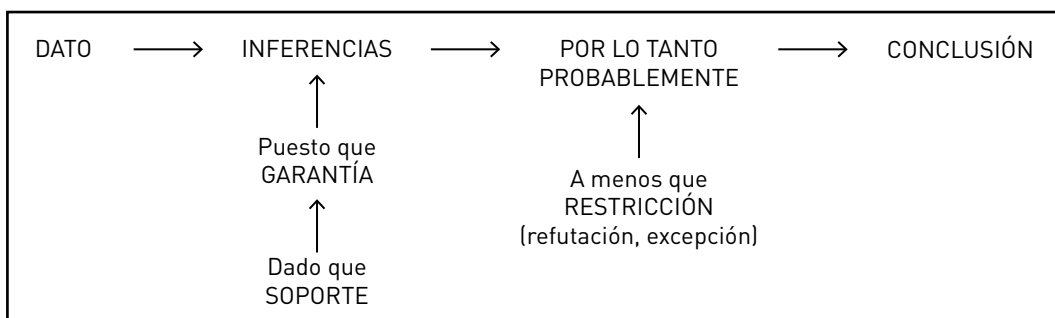 DATO
INFERENCIAS
POR LO TANTO
PROBABLEMENTE
CONCLUSIÓN
Puesto que
GARANTÍA
A menos que
RESTRICCIÓN
(refutación, excepción)
Dado que
SOPORTE